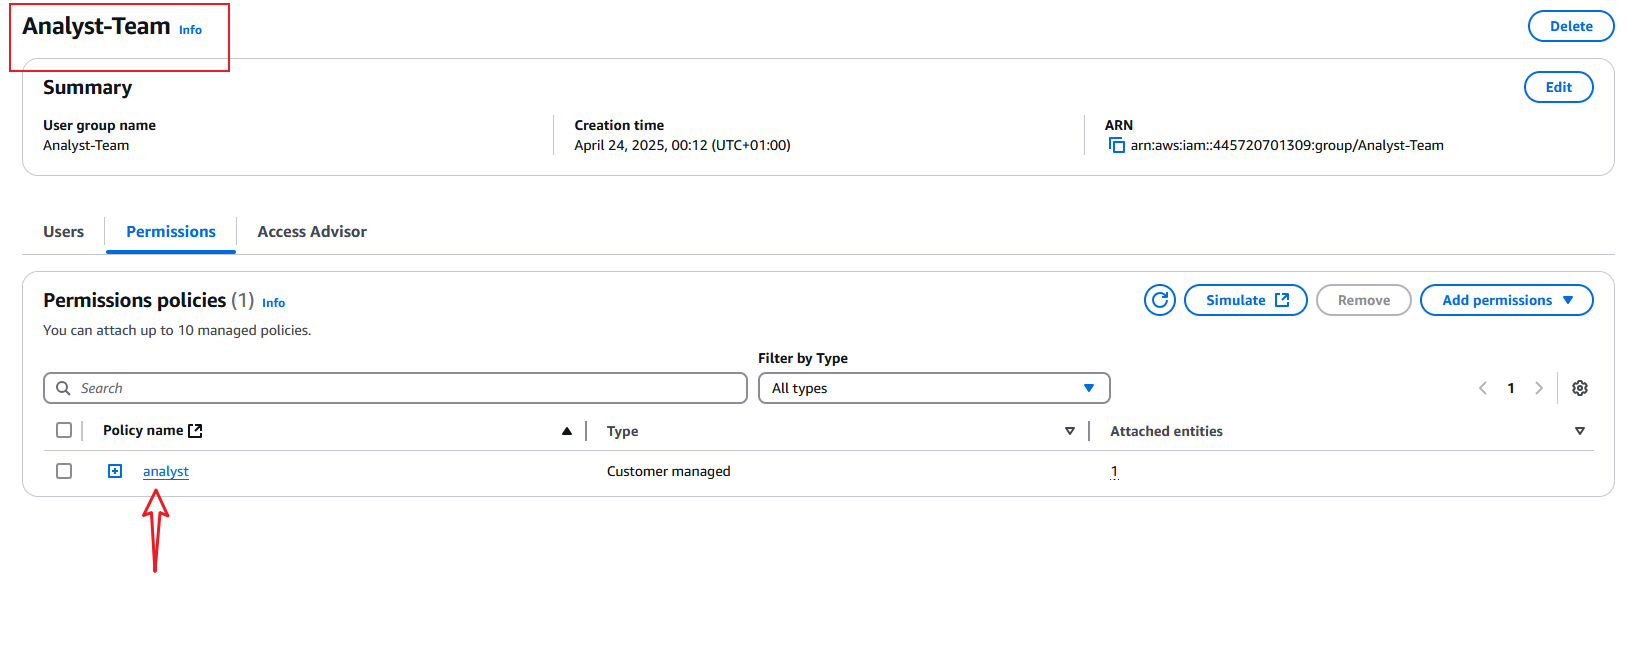 Analyst-Team Info
Delete
Summary
Edit
User group name
Analyst-Team
Creation time
April 24, 2025, 00:12 (UTC+01:00)
ARN
arn:aws:iam::445720701309:group/Analyst-Team
Users Permissions Access Advisor
Permissions policies (1) Info
Simulate Remove Add permissions
You can attach up to 10 managed policies.
Filter by Type
Search All types 1
Policy name Type Attached entities
analyst Customer managed 1